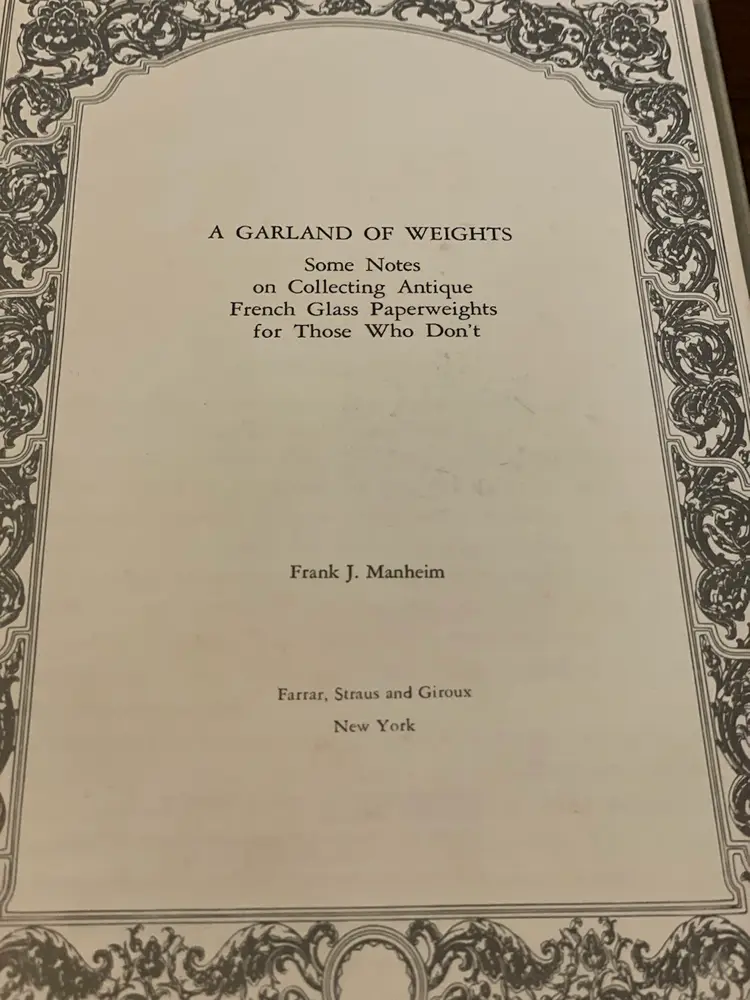 A GARLAND OF WEIGHTS
Some Notes
on Collecting Antique
French Glass Paperweights
for Those Who Don't
Frank J. Manheim
Farrar, Straus and Giroux
New York